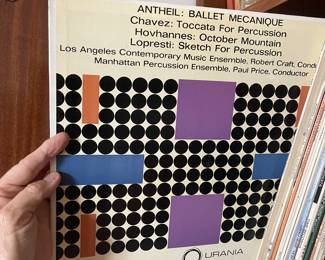 ANTHEIL: BALLET MECANIQUE
Chavez: Toccata For Percussion
Hovhannes: October Mountain
Lopresti: Sketch For Percussion
Los Angeles Contemporary Music Ensemble, Robert Craft, Condu
Manhattan Percussion Ensemble, Paul Price, Conductor
URANIA